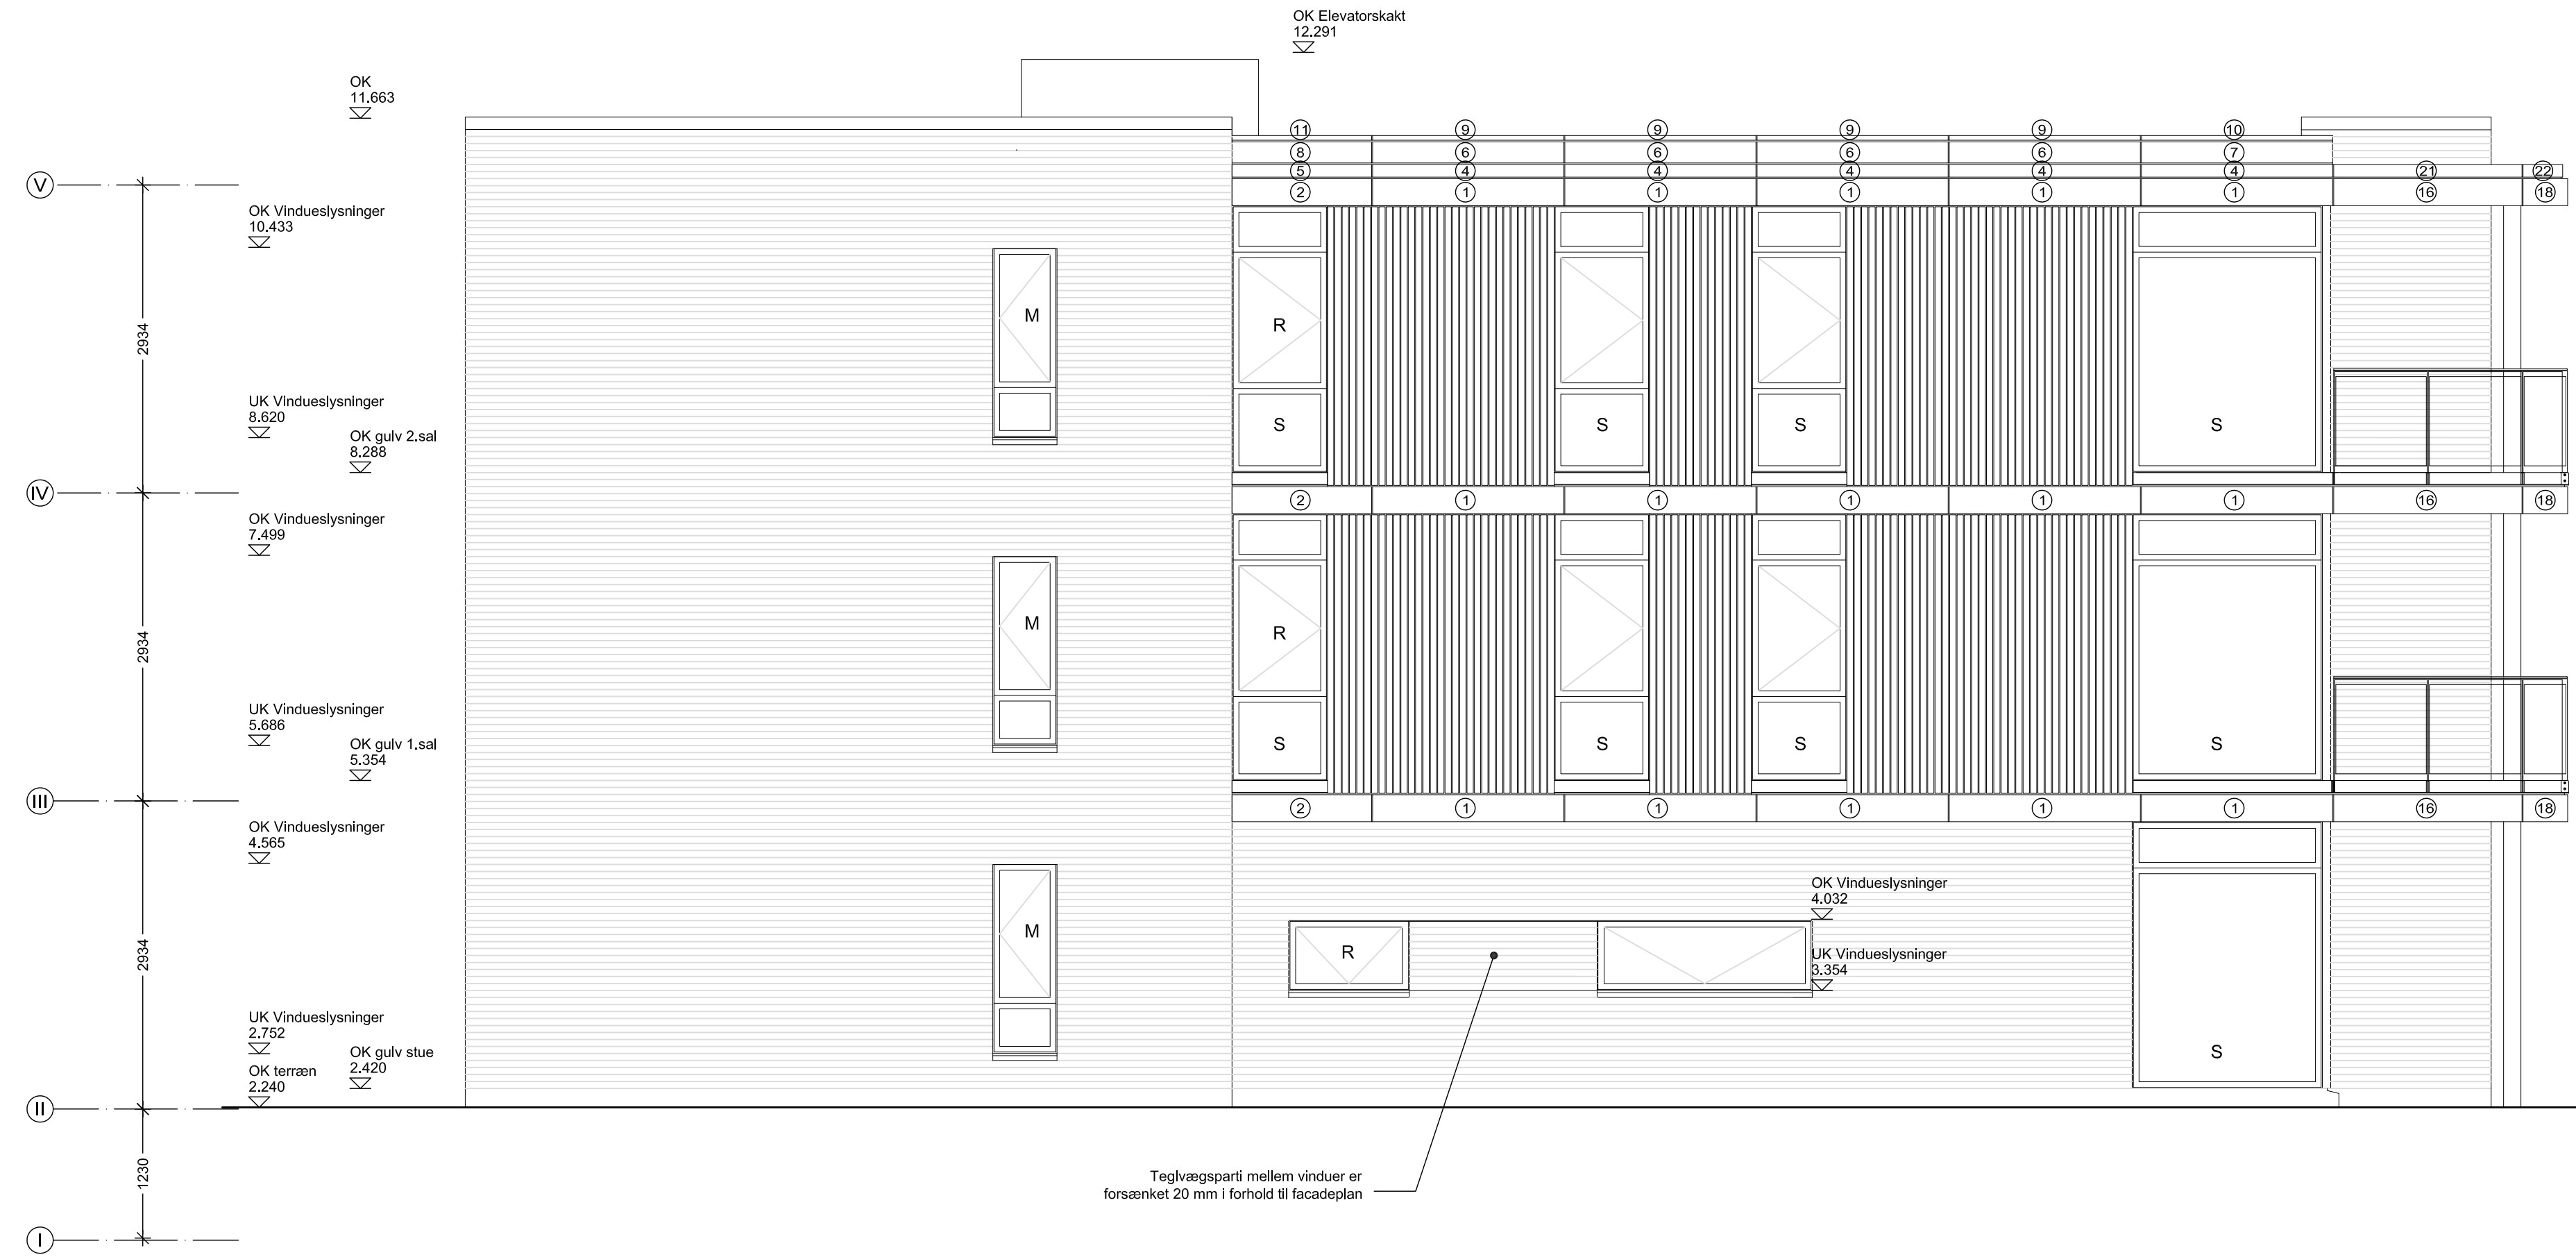 OK Elevatorskakt
12.291
OK
11.663
11 9 9 9 9 10
8 6 6 6 6 7
5 4 4 4 4 4 21 22
V
2 1 1 1 1 1 16 18
OK Vindueslysninger
10.433
M
R
2934
UK Vindueslysninger
8.620
S S S S
OK gulv 2.sal
8.288
IV
2 1 1 1 1 1 16 18
OK Vindueslysninger
7.499
M
R
2934
UK Vindueslysninger
5.686
OK gulv 1.sal
5.354
S S S S
III
2 1 1 1 1 1 16 18
OK Vindueslysninger
4.565
OK Vindueslysninger
4.032
M
R
2934
UK Vindueslysninger
3.354
UK Vindueslysninger
2.752
OK gulv stue
2.420
S
OK terræn
2.240
II
1230
Teglvægsparti mellem vinduer er
forsænket 20 mm i forhold til facadeplan
I